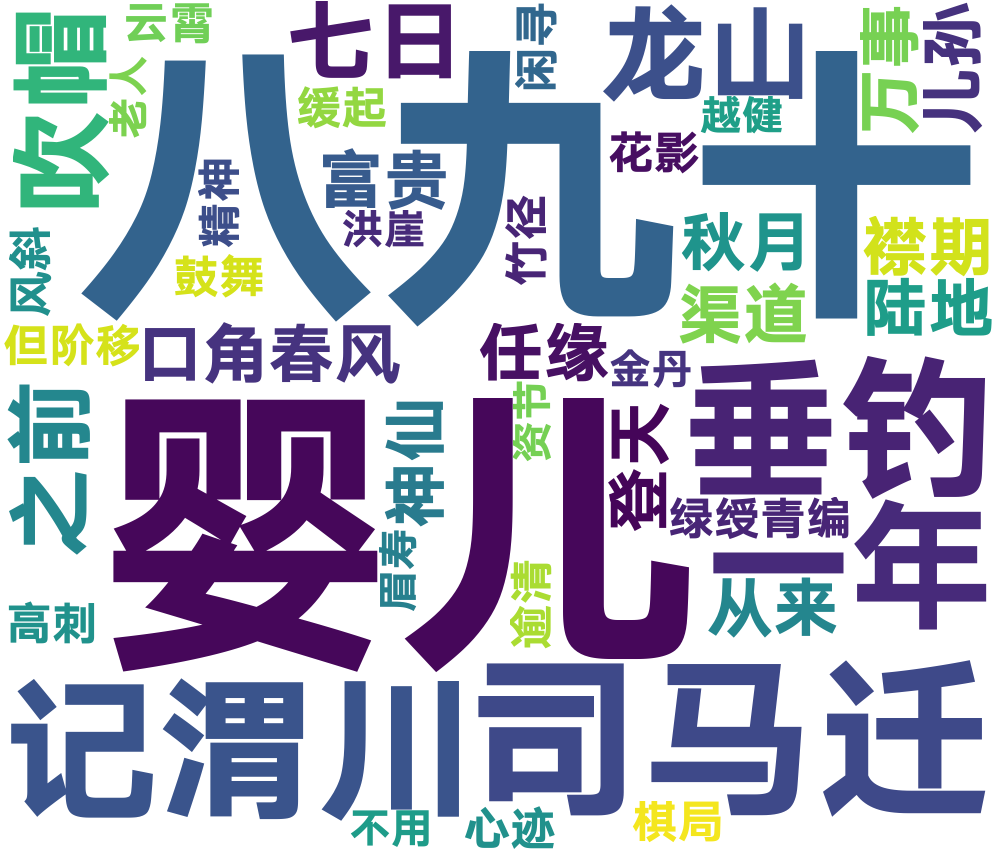 云霄
七日
闲寻
龙山
万事
儿孙
吹帽
老人
八九十
缓起
越健
花影
富贵
精神
洪崖
竹径
秋月
襟期
风斜
鼓舞
渠道
陆地
但阶移
口角春风
任缘
金丹
之前
婴儿
神仙
资节
登天
垂钓
绿绶青编
一年
眉寿
从来
高刺
逾清
记渭川
司马迁
不用
心迹
棋局